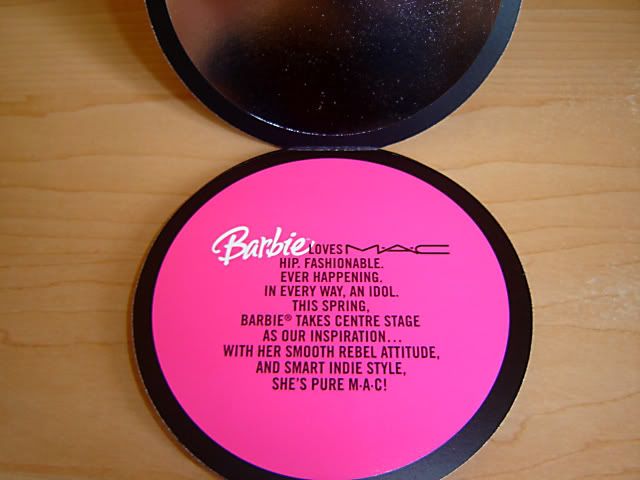 Barbie LOVES M·A·C
HIP. FASHIONABLE.
EVER HAPPENING.
IN EVERY WAY, AN IDOL.
THIS SPRING,
BARBIE® TAKES CENTRE STAGE
AS OUR INSPIRATION...
WITH HER SMOOTH REBEL ATTITUDE,
AND SMART INDIE STYLE,
SHE'S PURE M·A·C!